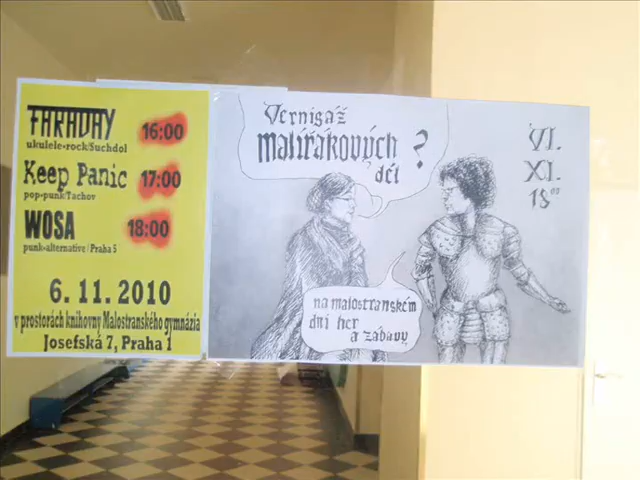 FARADAY
16:00
ukulele-rock/Suchdol
Keep Panic
17:00
pop-punk/Tachov
WOSA
18:00
punk-alternative/Praha 5
6. 11. 2010
v prostorách knihovny Malostranského gymnázia
Josefská 7, Praha 1
Vernisáž
malířákových
děl ?
VI.
XI.
15⁰⁰
na malostranském
dni her
a zábavy